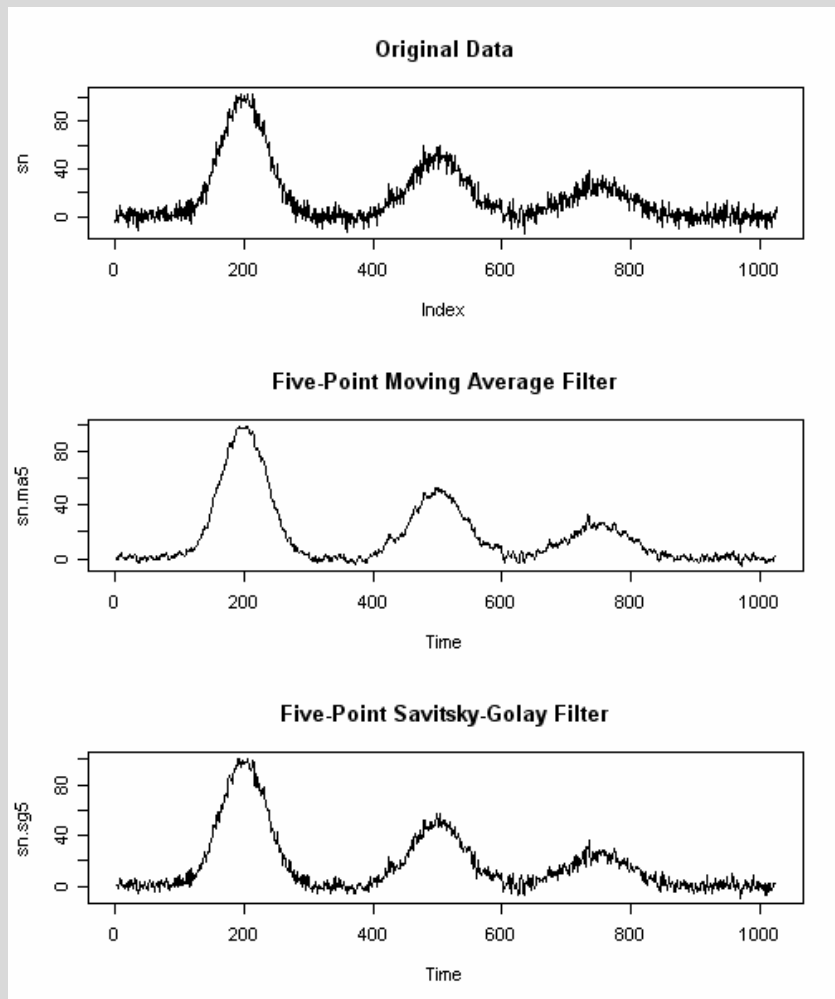 Original Data
sn
80
40
0
0 200 400 600 800 1000
Index
Five-Point Moving Average Filter
sn.ma5
80
40
0
0 200 400 600 800 1000
Time
Five-Point Savitsky-Golay Filter
sn.sg5
80
40
0
0 200 400 600 800 1000
Time